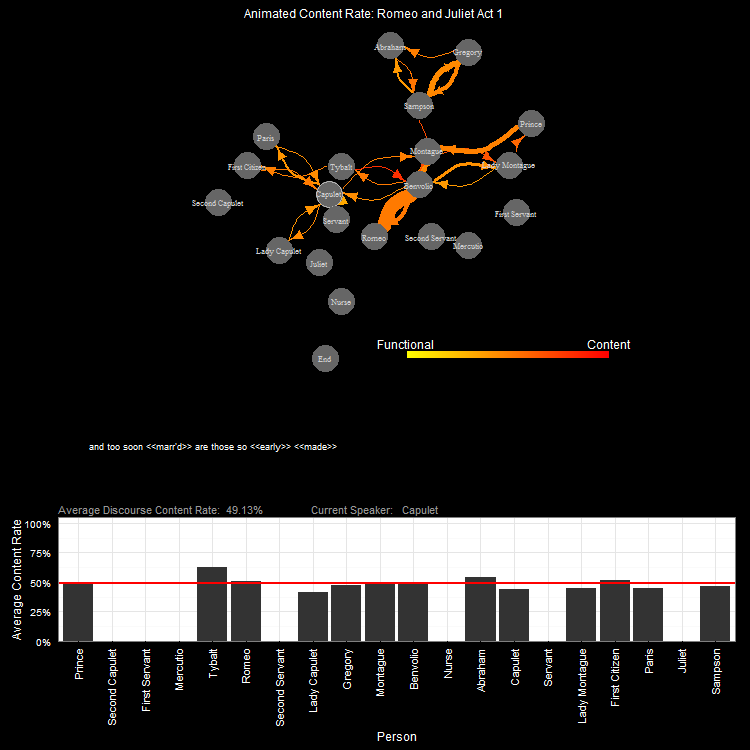 Animated Content Rate: Romeo and Juliet Act 1
Abraham
Gregory
Sampson
Prince
Paris
Montague
First Citizen
Tybalt
Lady Montague
Benvolio
Capulet
Second Capulet
First Servant
Servant
Romeo
Second Servant
Mercutio
Lady Capulet
Juliet
Nurse
Functional Content
End
and too soon <<marr'd>> are those so <<early>> <<made>>
Average Discourse Content Rate: 49.13% Current Speaker: Capulet
Average Content Rate
100%
75%
50%
25%
0%
Prince
Second Capulet
First Servant
Mercutio
Tybalt
Romeo
Second Servant
Lady Capulet
Gregory
Montague
Benvolio
Nurse
Abraham
Capulet
Servant
Lady Montague
First Citizen
Paris
Juliet
Sampson
Person